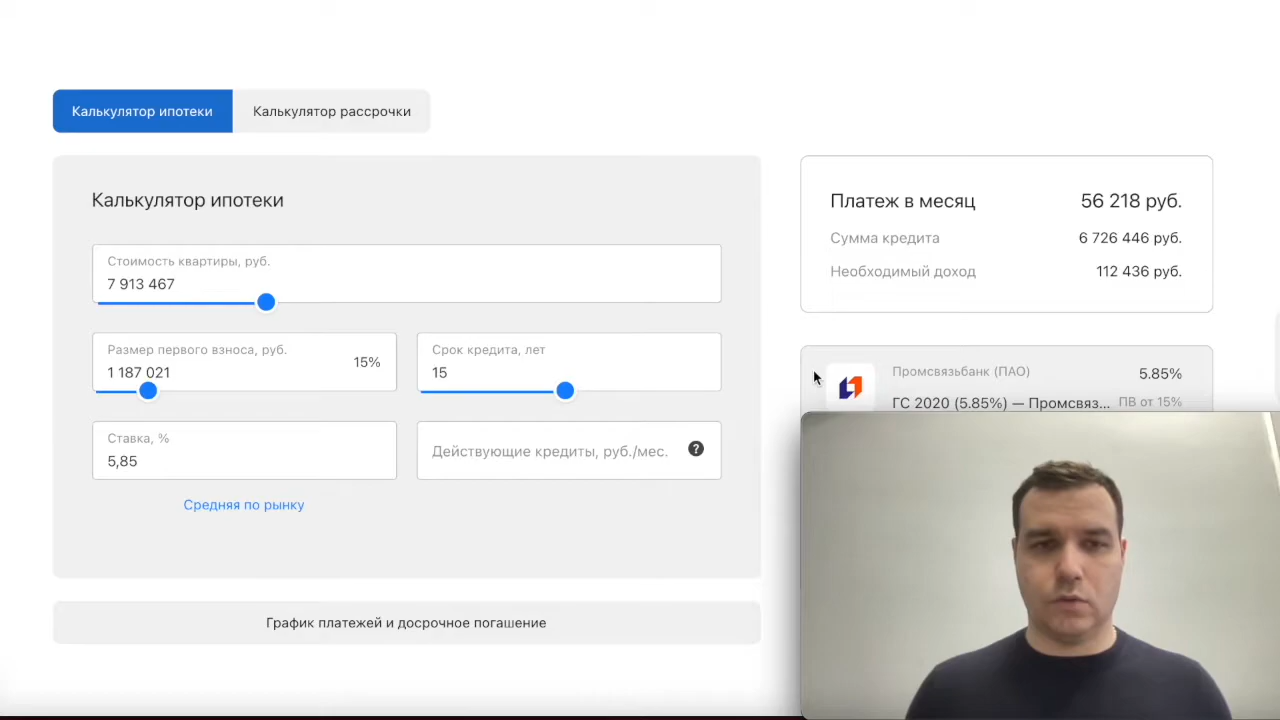 Калькулятор ипотеки
Калькулятор рассрочки
Калькулятор ипотеки
Стоимость квартиры, руб.
7 913 467
Размер первого взноса, руб.
1 187 021
15%
Срок кредита, лет
15
Ставка, %
5,85
Действующие кредиты, руб./мес.
?
Средняя по рынку
График платежей и досрочное погашение
Платеж в месяц 56 218 руб.
Сумма кредита 6 726 446 руб.
Необходимый доход 112 436 руб.
Промсвязьбанк (ПАО) 5.85%
ГС 2020 (5.85%) — Промсвяз... ПВ от 15%